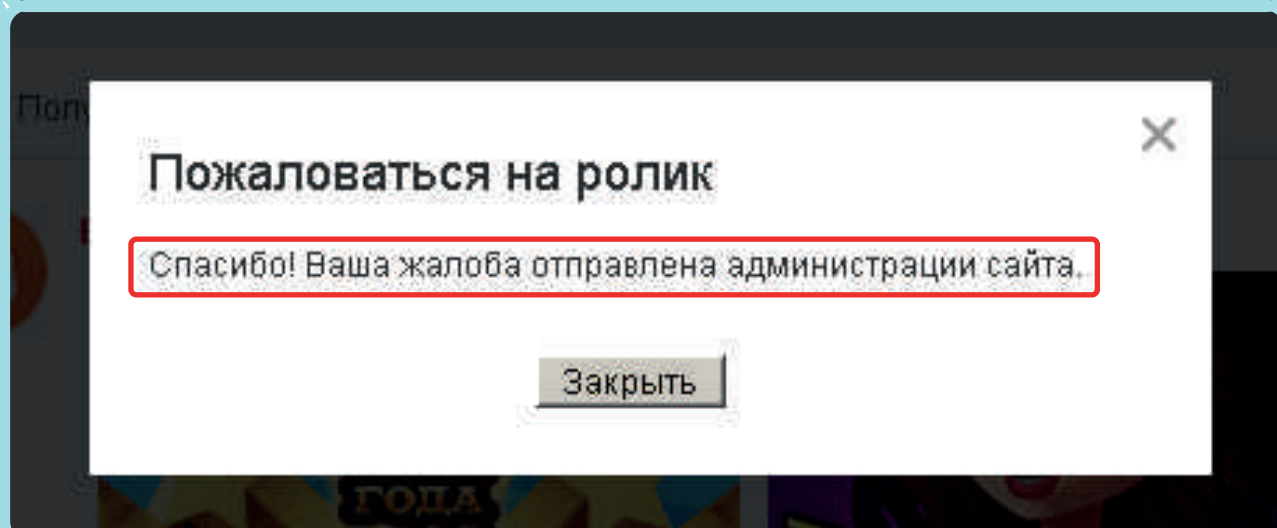 Пожаловаться на ролик
Спасибо! Ваша жалоба отправлена администрации сайта.
Закрыть
ГОДА